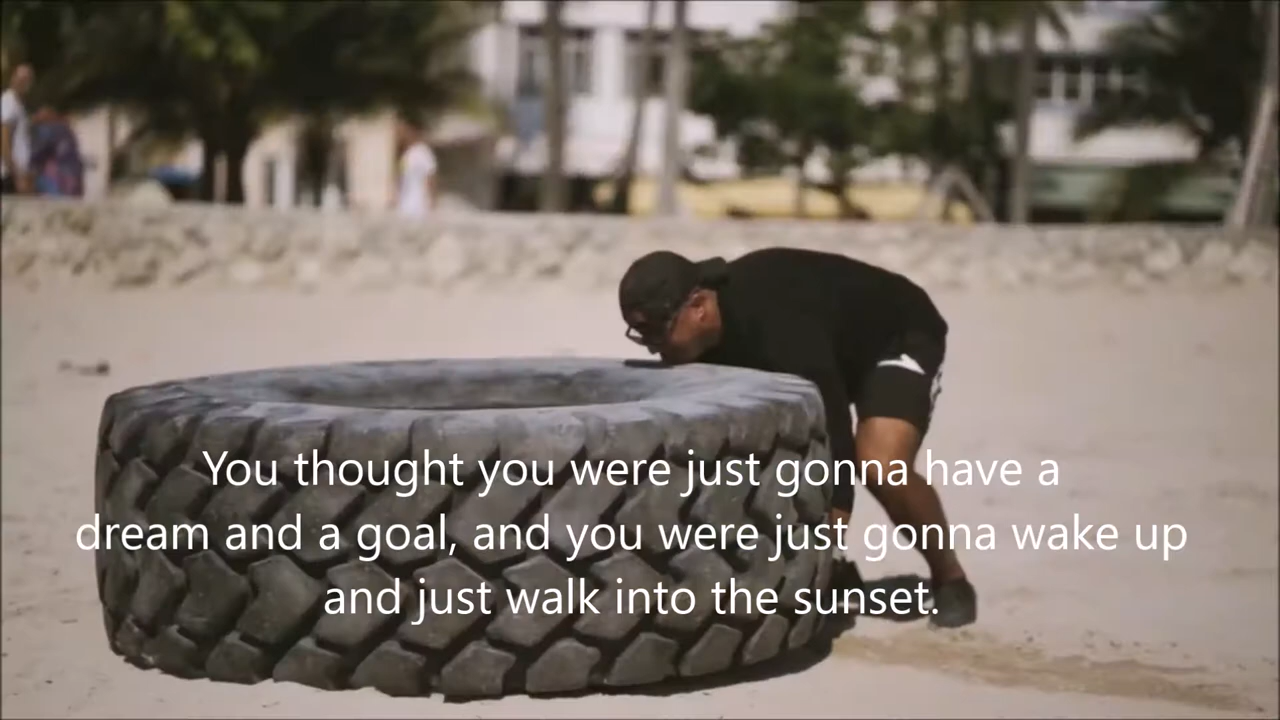 You thought you were just gonna have a
dream and a goal, and you were just gonna wake up
and just walk into the sunset.